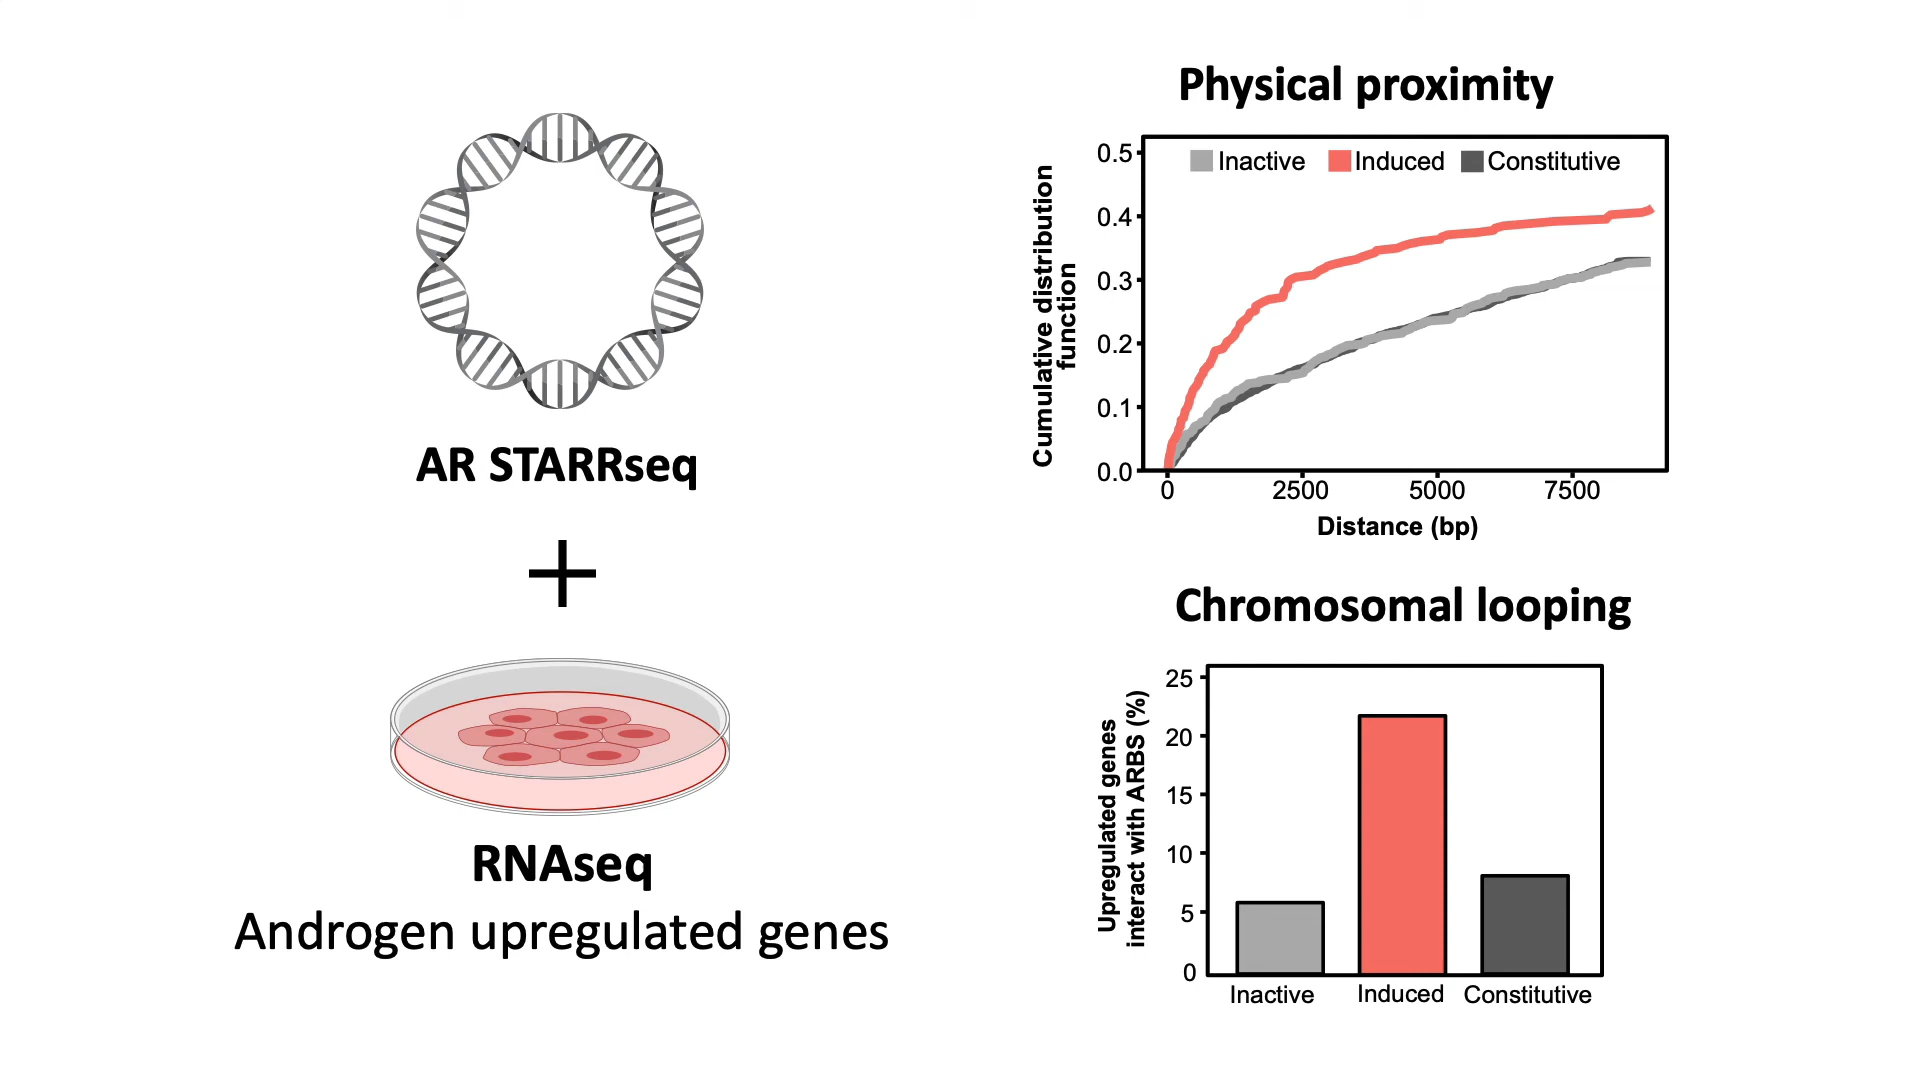 AR STARRseq
+
RNAseq
Androgen upregulated genes
Physical proximity
Inactive Induced Constitutive
Cumulative distribution
function
0.5
0.4
0.3
0.2
0.1
0.0
0 2500 5000 7500
Distance (bp)
Chromosomal looping
Upregulated genes
interact with ARBS (%)
25
20
15
10
5
0
Inactive Induced Constitutive